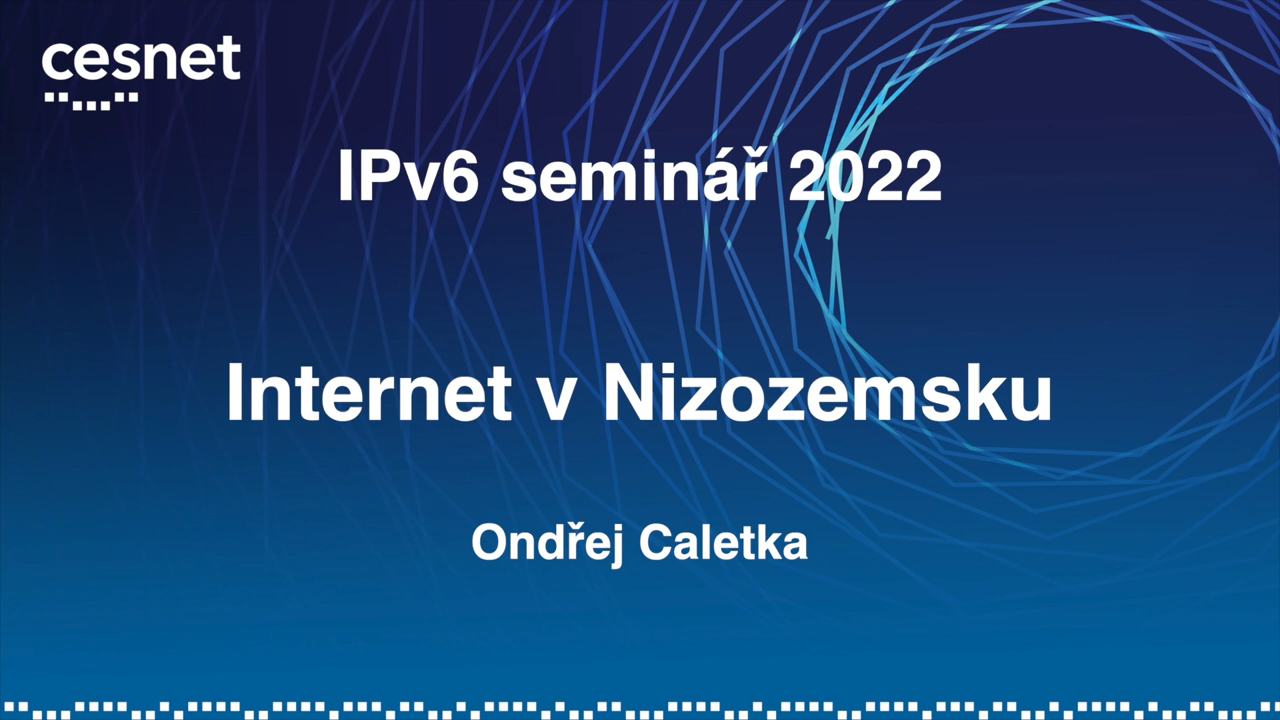 cesnet
IPv6 seminář 2022
Internet v Nizozemsku
Ondřej Caletka